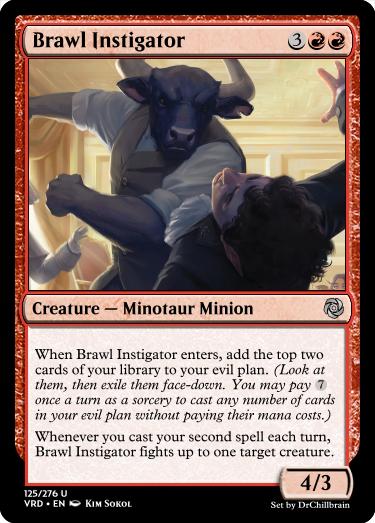 Brawl Instigator 3
Creature — Minotaur Minion
When Brawl Instigator enters, add the top two
cards of your library to your evil plan. (Look at
them, then exile them face-down. You may pay 7
once a turn as a sorcery to cast any number of cards
in your evil plan without paying their mana costs.)
Whenever you cast your second spell each turn,
Brawl Instigator fights up to one target creature.
4/3
125/276 U
VRD • EN Kim Sokol
Set by DrChillbrain